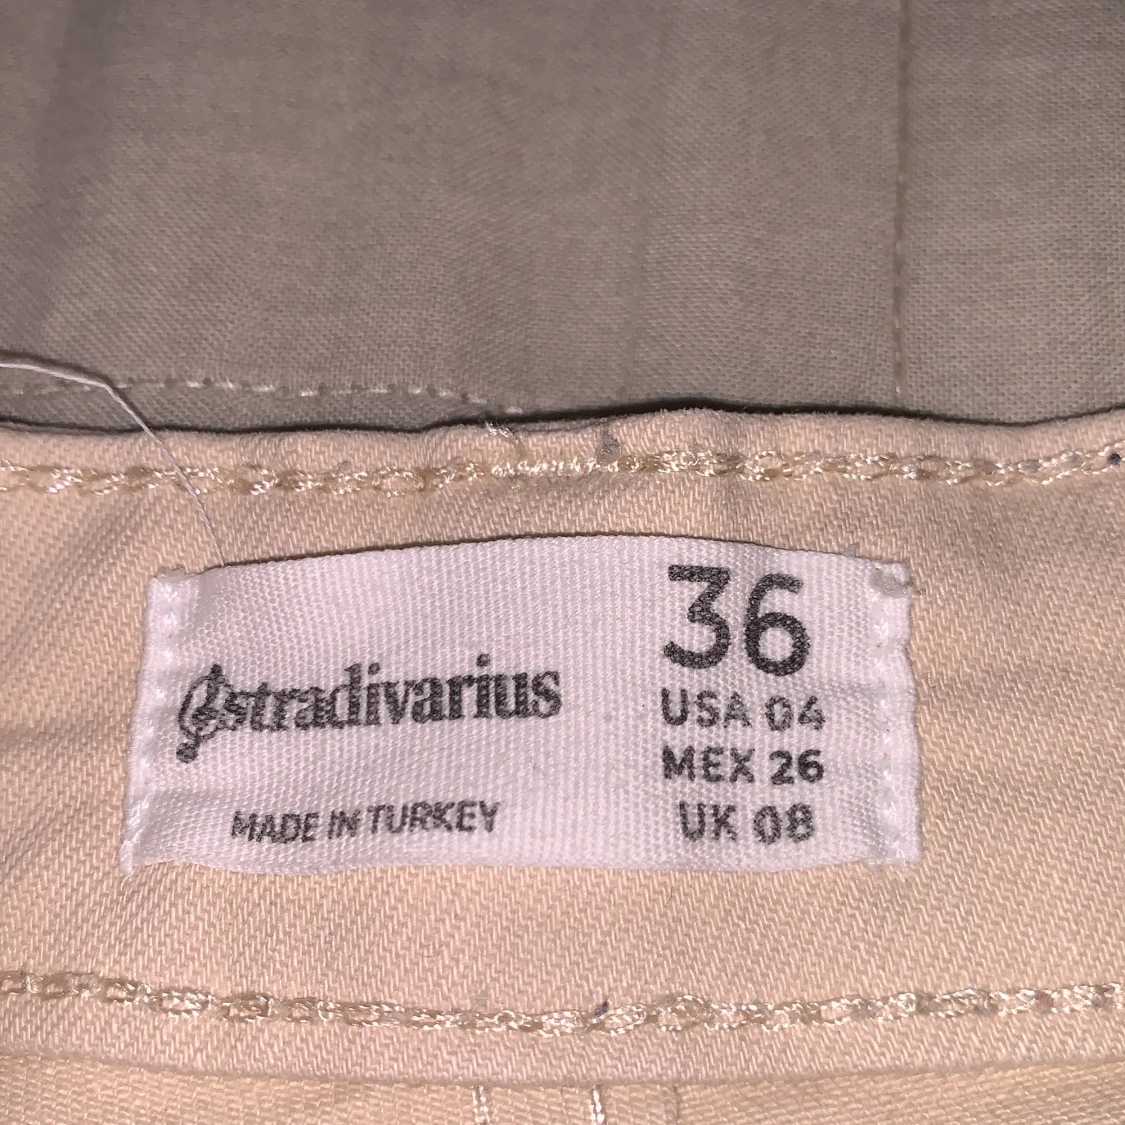 stradivarius
MADE IN TURKEY
36
USA 04
MEX 26
UK 08